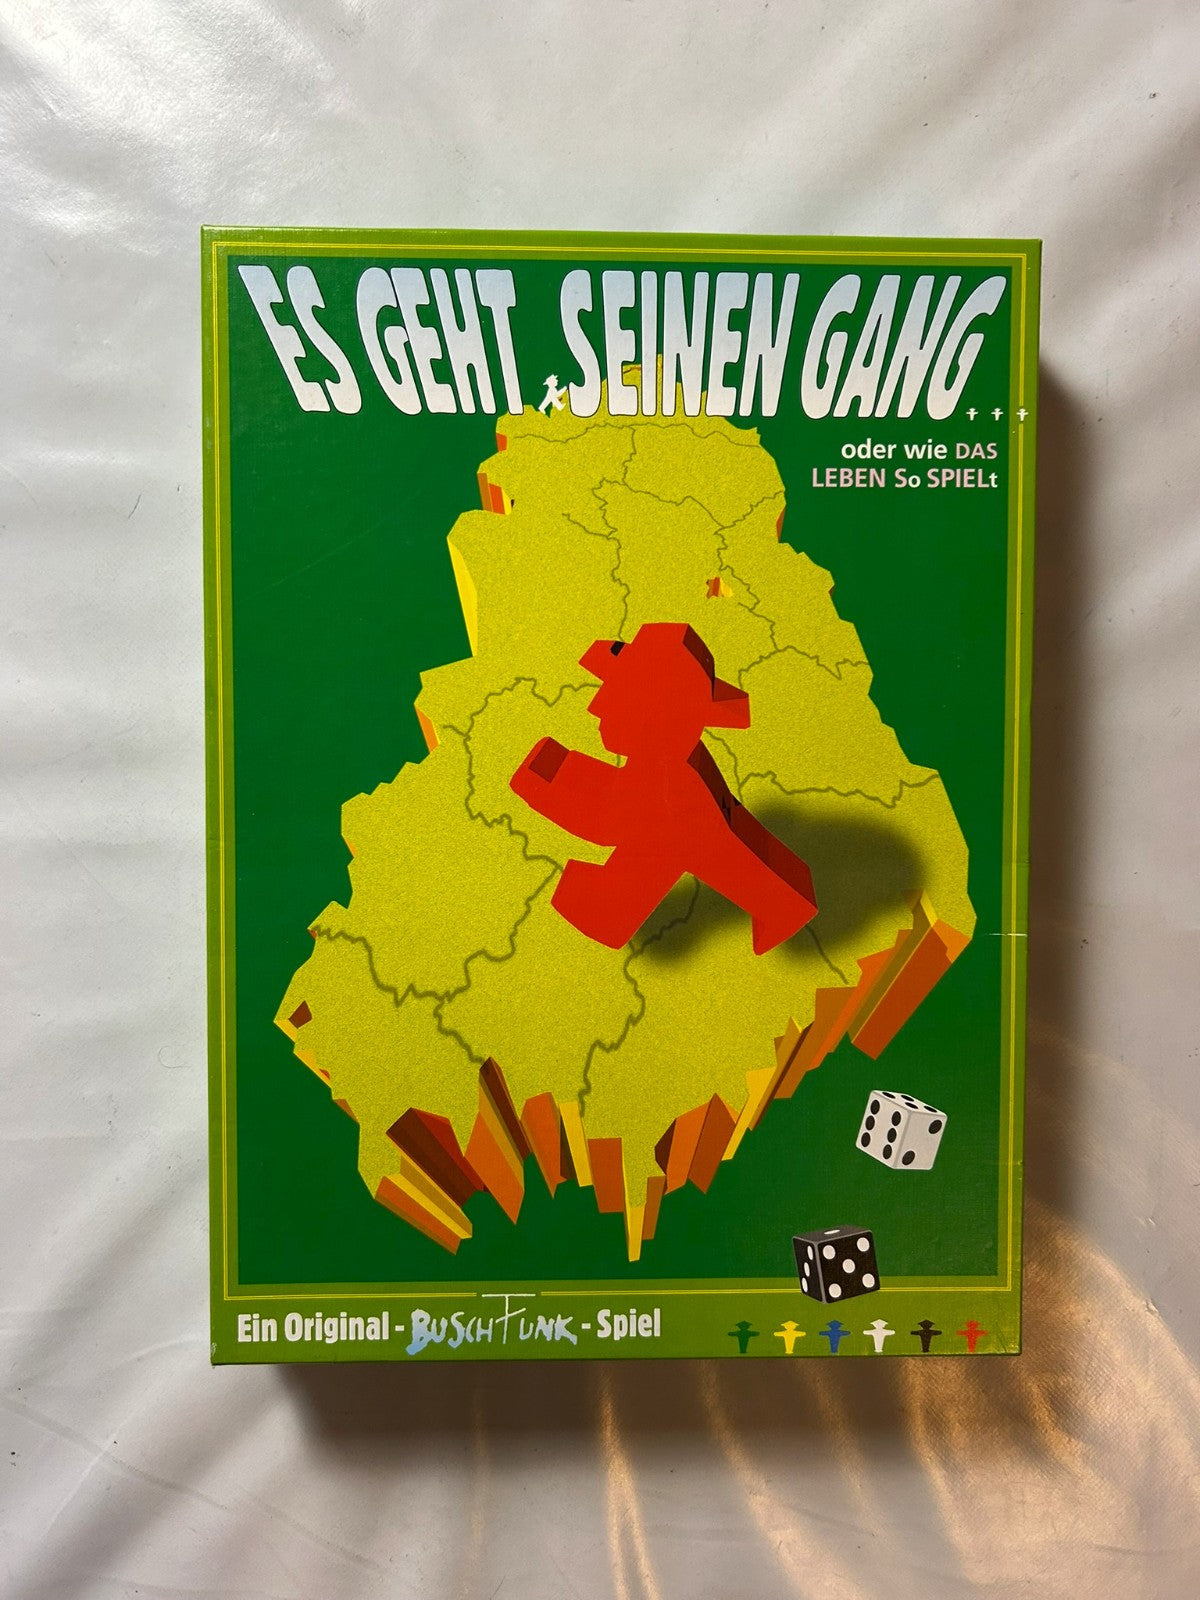 ES GEHT SEINEN GANG...
oder wie DAS
LEBEN So SPIELt
Ein Original - BUSCHFUNK - Spiel